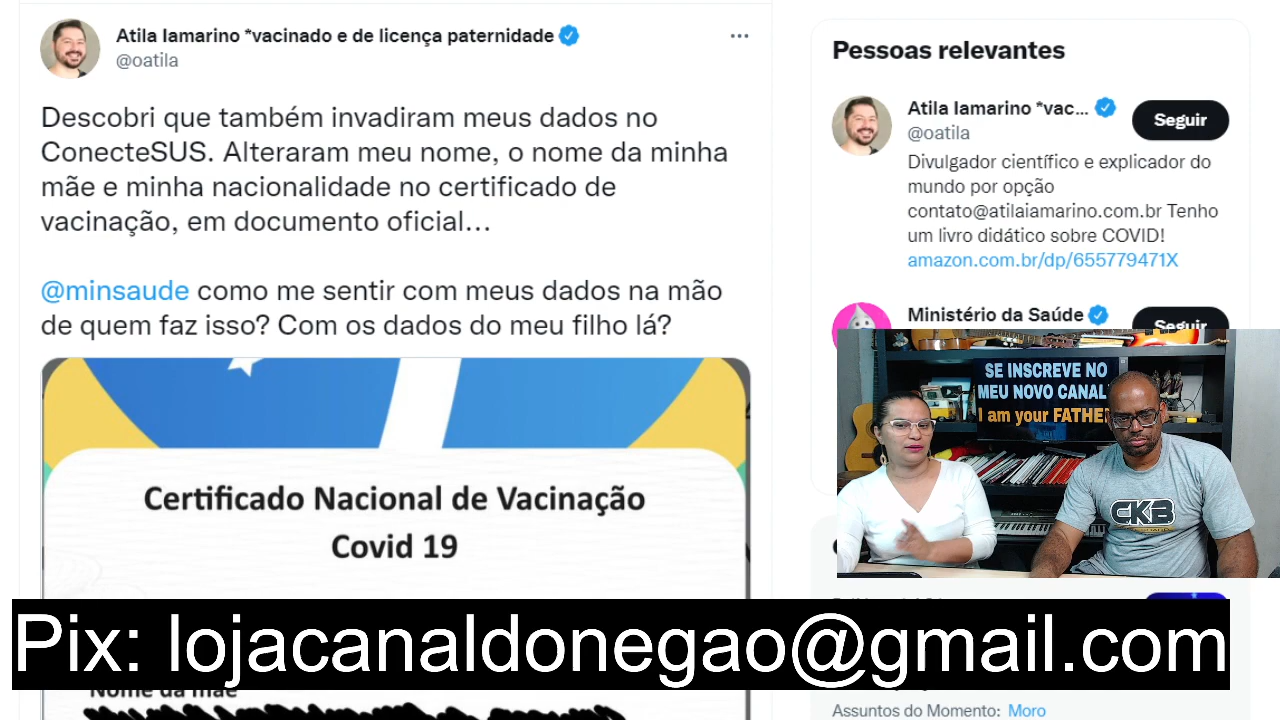 Atila Iamarino *vacinado e de licença paternidade
@oatila
Descobri que também invadiram meus dados no
ConecteSUS. Alteraram meu nome, o nome da minha
mãe e minha nacionalidade no certificado de
vacinação, em documento oficial...
@minsaude como me sentir com meus dados na mão
de quem faz isso? Com os dados do meu filho lá?
Certificado Nacional de Vacinação
Covid 19
Nome da mãe
Pessoas relevantes
Atila Iamarino *vac...
@oatila
Seguir
Divulgador científico e explicador do
mundo por opção
contato@atilaiamarino.com.br Tenho
um livro didático sobre COVID!
amazon.com.br/dp/655779471X
Ministério da Saúde
Seguir
SE INSCREVE NO
MEU NOVO CANAL
I am your FATHE
CKB
Pix: lojacanaldonegao@gmail.com
Assuntos do Momento: Moro